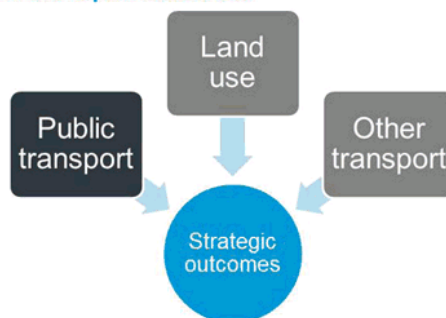 Land
use
Public
transport
Other
transport
Strategic
outcomes